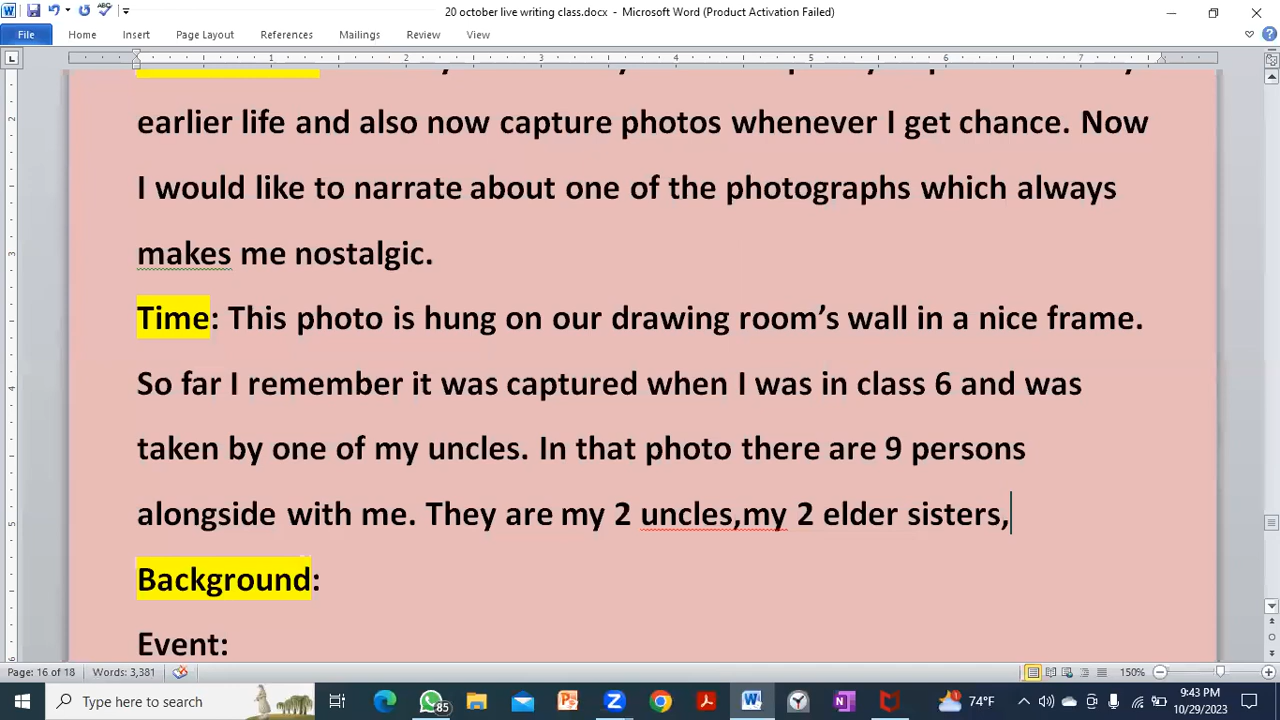 20 october live writing class.docx - Microsoft Word (Product Activation Failed)
File Home Insert Page Layout References Mailings Review View
earlier life and also now capture photos whenever I get chance. Now
I would like to narrate about one of the photographs which always
makes me nostalgic.
Time: This photo is hung on our drawing room’s wall in a nice frame.
So far I remember it was captured when I was in class 6 and was
taken by one of my uncles. In that photo there are 9 persons
alongside with me. They are my 2 uncles,my 2 elder sisters,
Background:
Event:
Page: 16 of 18 Words: 3,381 150%
Type here to search 85 74°F 9:43 PM
10/29/2023